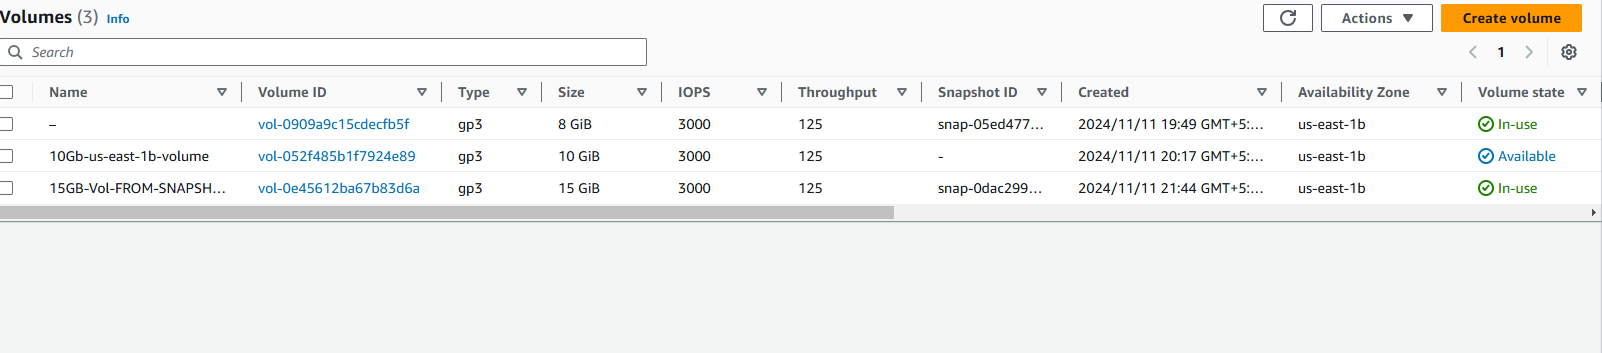 Volumes (3) Info
Actions Create volume
Search
1
Name Volume ID Type Size IOPS Throughput Snapshot ID Created Availability Zone Volume state
– vol-0909a9c15cdecfb5f gp3 8 GiB 3000 125 snap-05ed477... 2024/11/11 19:49 GMT+5:... us-east-1b In-use
10Gb-us-east-1b-volume vol-052f485b1f7924e89 gp3 10 GiB 3000 125 - 2024/11/11 20:17 GMT+5:... us-east-1b Available
15GB-Vol-FROM-SNAPSH... vol-0e45612ba67b83d6a gp3 15 GiB 3000 125 snap-0dac299... 2024/11/11 21:44 GMT+5:... us-east-1b In-use